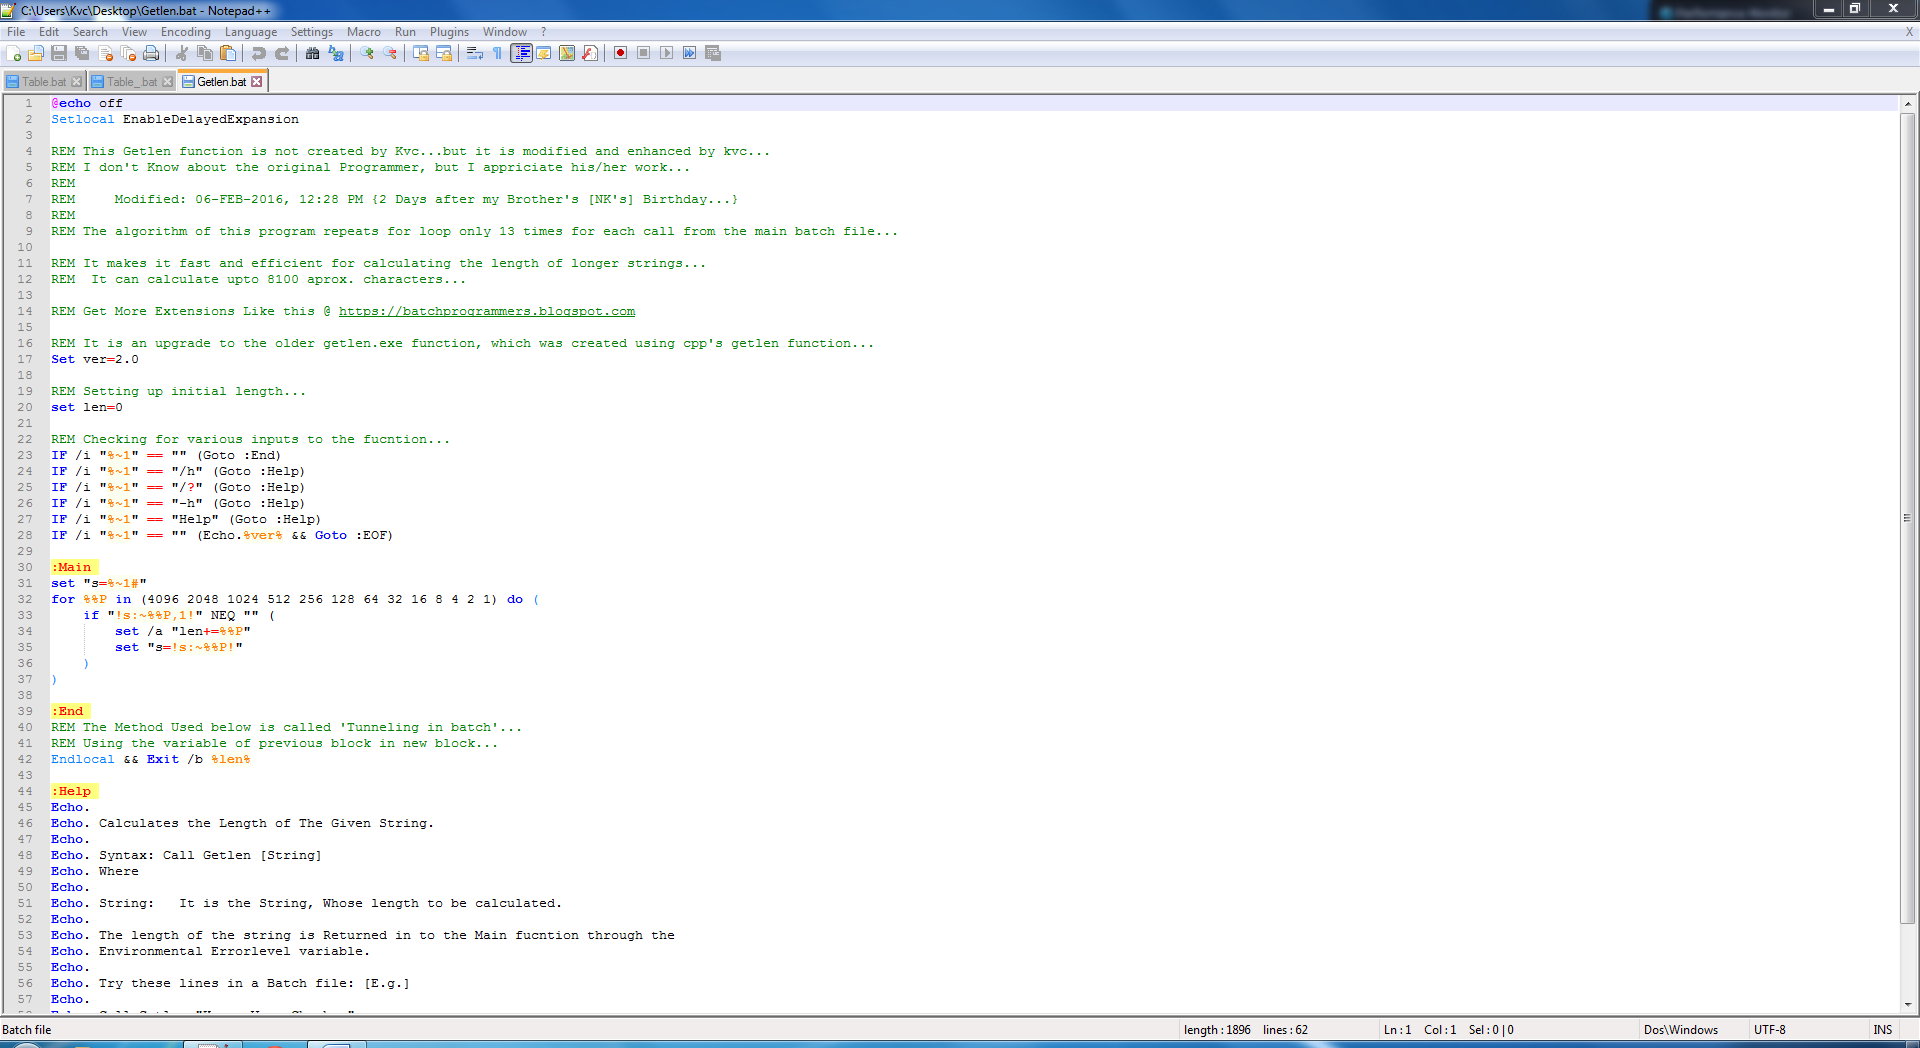 C:\Users\Kvc\Desktop\Getlen.bat - Notepad++
File Edit Search View Encoding Language Settings Macro Run Plugins Window ? X
Table.bat Table_.bat Getlen.bat
1 @echo off
2 Setlocal EnableDelayedExpansion
3
4 REM This Getlen function is not created by Kvc...but it is modified and enhanced by kvc...
5 REM I don't Know about the original Programmer, but I appriciate his/her work...
6 REM
7 REM     Modified: 06-FEB-2016, 12:28 PM {2 Days after my Brother's [NK's] Birthday...}
8 REM
9 REM The algorithm of this program repeats for loop only 13 times for each call from the main batch file...
10
11 REM It makes it fast and efficient for calculating the length of longer strings...
12 REM  It can calculate upto 8100 aprox. characters...
13
14 REM Get More Extensions Like this @ https://batchprogrammers.blogspot.com
15
16 REM It is an upgrade to the older getlen.exe function, which was created using cpp's getlen function...
17 Set ver=2.0
18
19 REM Setting up initial length...
20 set len=0
21
22 REM Checking for various inputs to the fucntion...
23 IF /i "%~1" == "" (Goto :End)
24 IF /i "%~1" == "/h" (Goto :Help)
25 IF /i "%~1" == "/?" (Goto :Help)
26 IF /i "%~1" == "-h" (Goto :Help)
27 IF /i "%~1" == "Help" (Goto :Help)
28 IF /i "%~1" == "" (Echo.%ver% && Goto :EOF)
29
30 :Main
31 set "s=%~1#"
32 for %%P in (4096 2048 1024 512 256 128 64 32 16 8 4 2 1) do (
33     if "!s:~%%P,1!" NEQ "" (
34         set /a "len+=%%P"
35         set "s=!s:~%%P!"
36     )
37 )
38
39 :End
40 REM The Method Used below is called 'Tunneling in batch'...
41 REM Using the variable of previous block in new block...
42 Endlocal && Exit /b %len%
43
44 :Help
45 Echo.
46 Echo. Calculates the Length of The Given String.
47 Echo.
48 Echo. Syntax: Call Getlen [String]
49 Echo. Where
50 Echo.
51 Echo. String:   It is the String, Whose length to be calculated.
52 Echo.
53 Echo. The length of the string is Returned in to the Main fucntion through the
54 Echo. Environmental Errorlevel variable.
55 Echo.
56 Echo. Try these lines in a Batch file: [E.g.]
57 Echo.
Batch file length : 1896 lines : 62 Ln : 1 Col : 1 Sel : 0 | 0 Dos\Windows UTF-8 INS